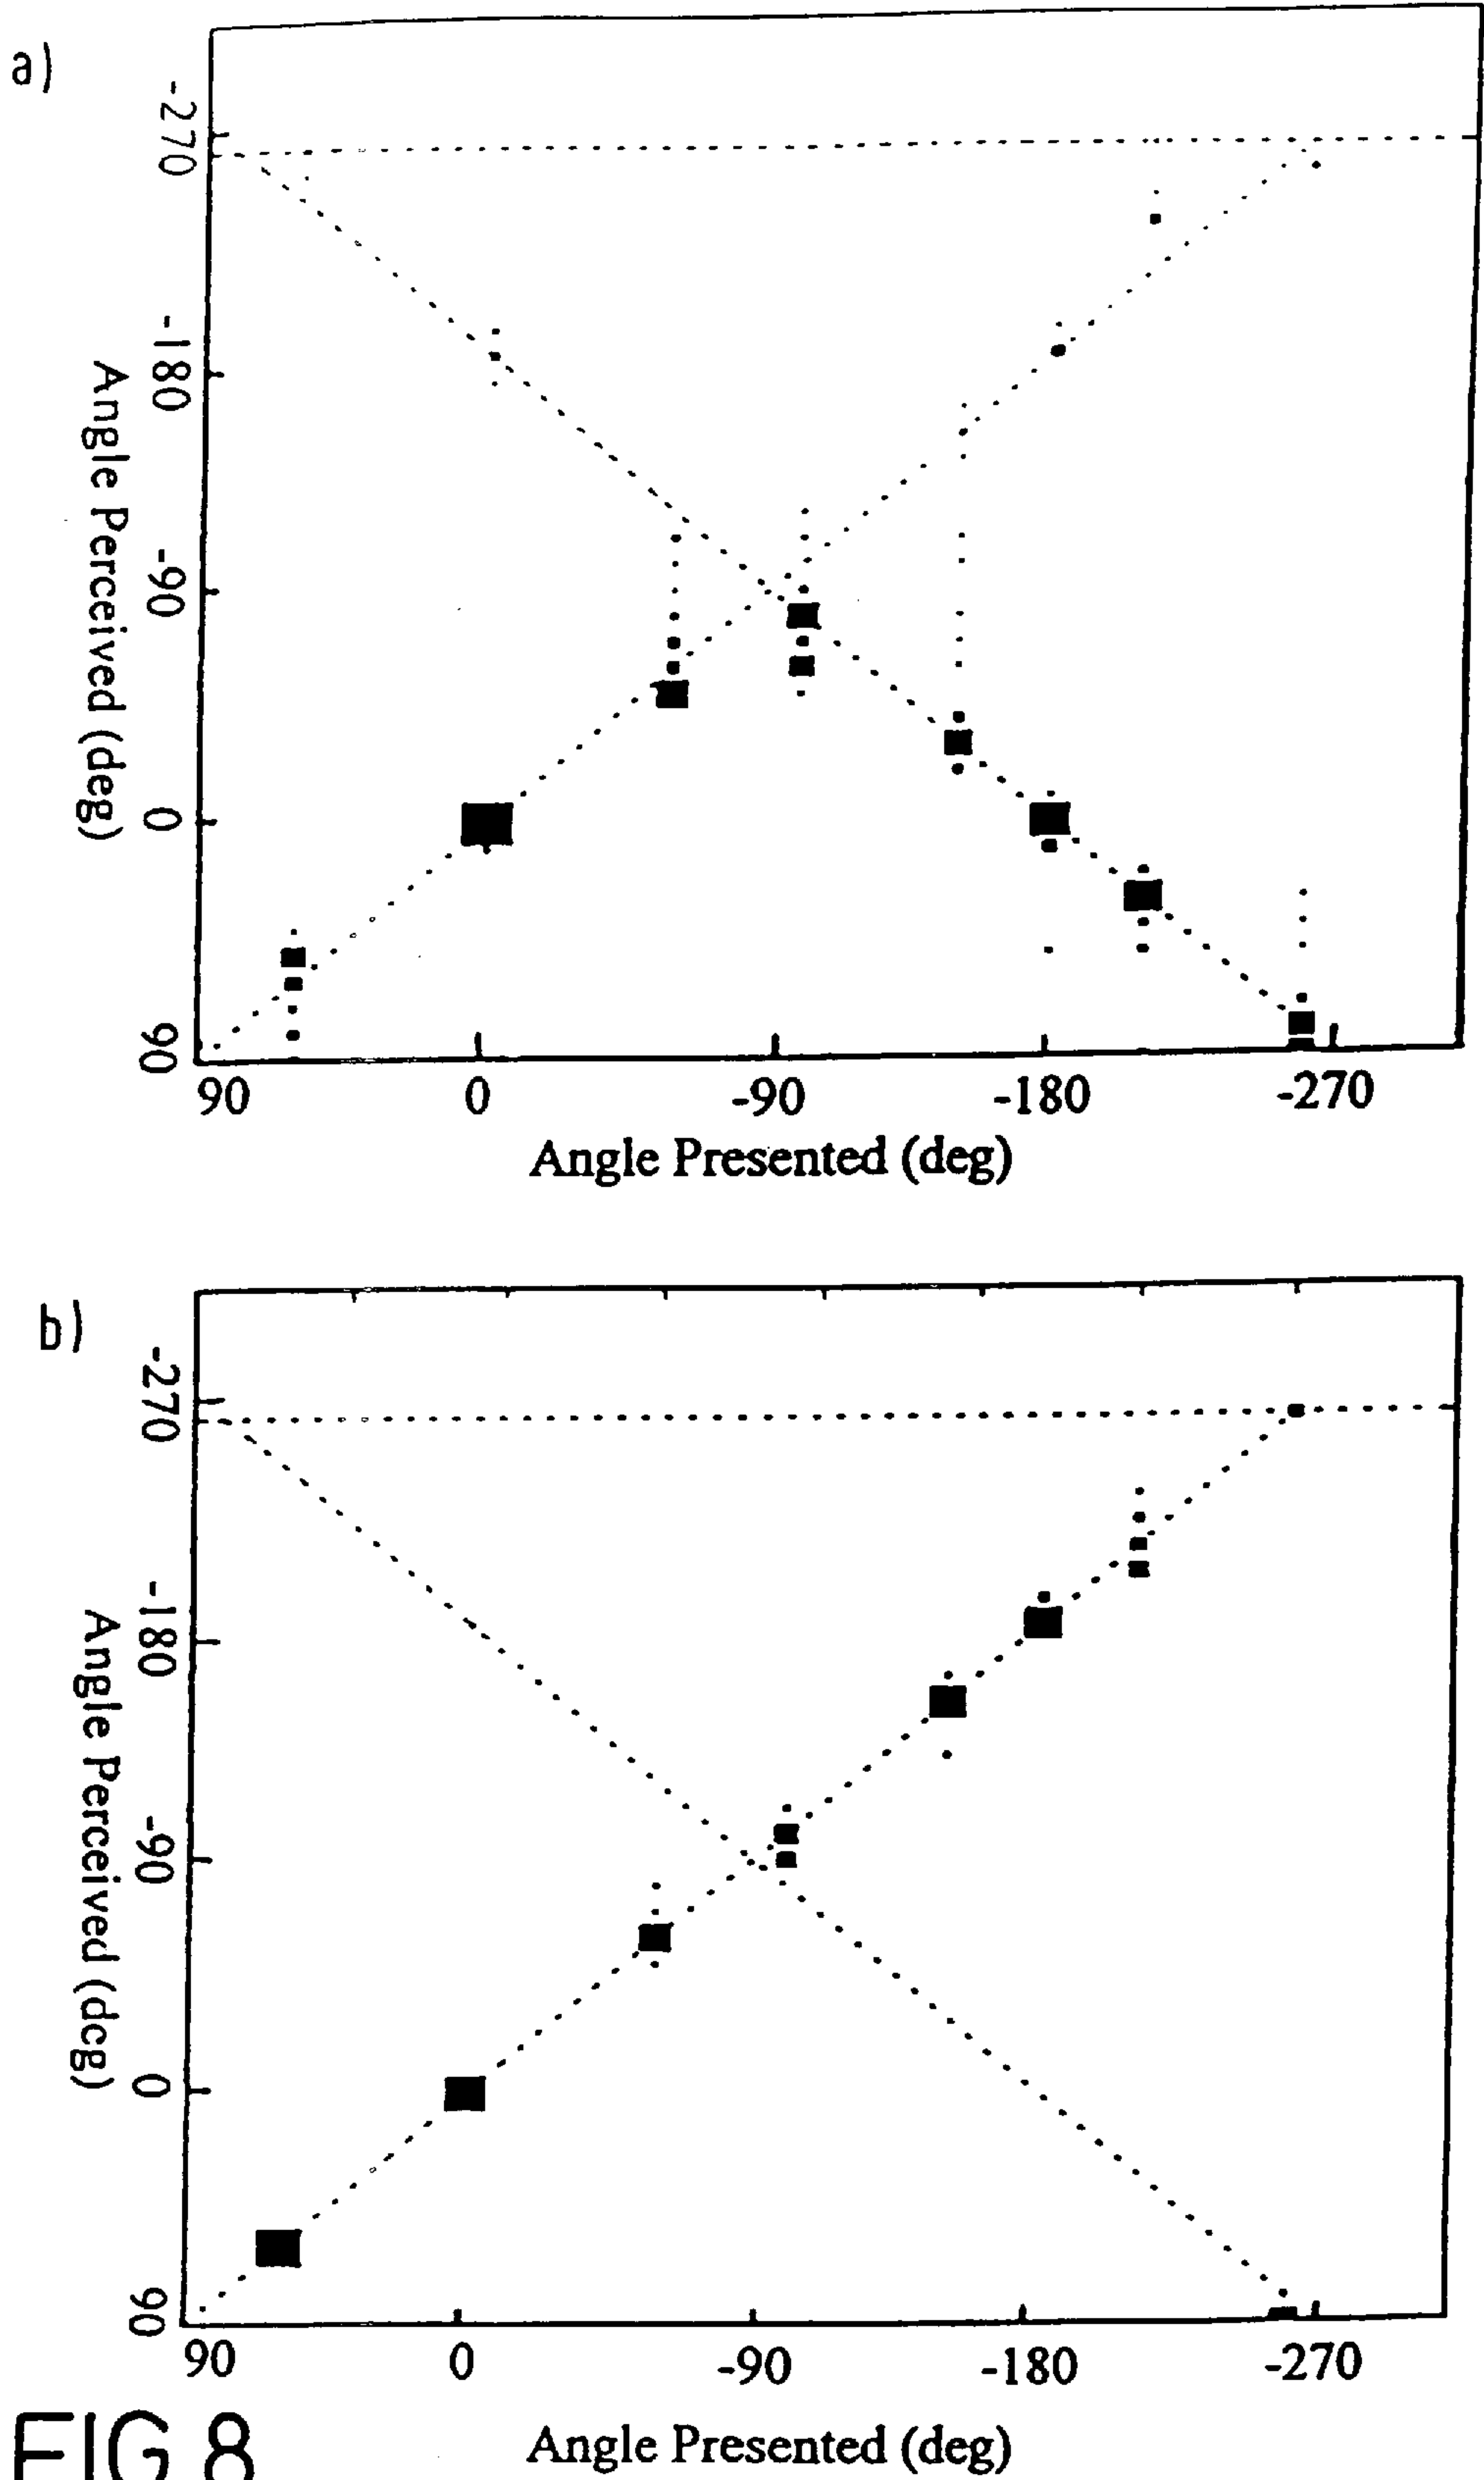 a)
-270
-180
-90
0
90
Angle Perceived (deg)
90 0 -90 -180 -270
Angle Presented (deg)
b)
-270
-180
-90
0
90
Angle Perceived (dcg)
90 0 -90 -180 -270
Angle Presented (deg)
FIG 8